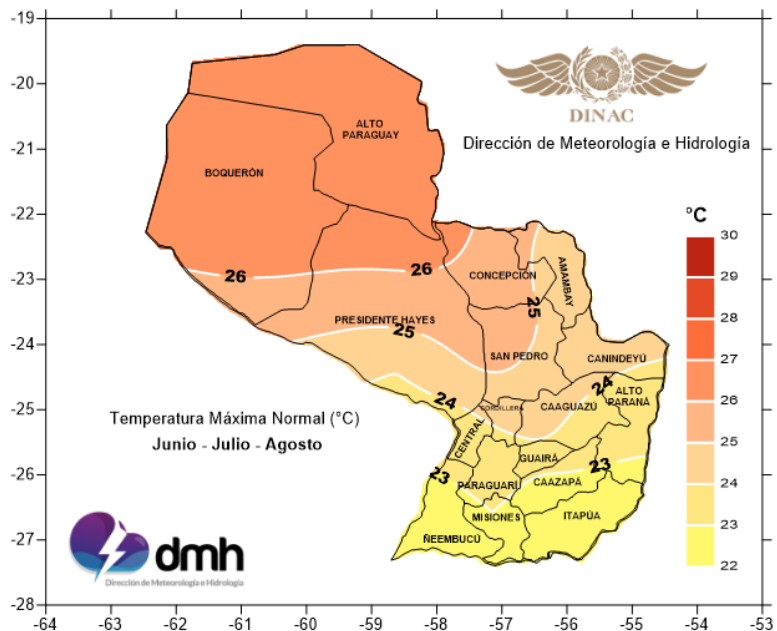 -19
-20
-21
-22
-23
-24
-25
-26
-27
-28
-64
-63
-62
-61
-60
-59
-58
-57
-56
-55
-54
-53
DINAC
Dirección de Meteorología e Hidrología
°C
30
29
28
27
26
25
24
23
22
ALTO
PARAGUAY
BOQUERÓN
26
26
CONCEPCIÓN
AMAMBAY
25
PRESIDENTE HAYES
25
SAN PEDRO
CANINDEYÚ
24
24
ALTO
PARANÁ
CORDILLERA
CAAGUAZÚ
CENTRAL
GUAIRÁ
23
23
PARAGUARÍ
CAAZAPÁ
MISIONES
ITAPÚA
ÑEEMBUCÚ
Temperatura Máxima Normal (°C)
Junio - Julio - Agosto
dmh
Dirección de Meteorología e Hidrología